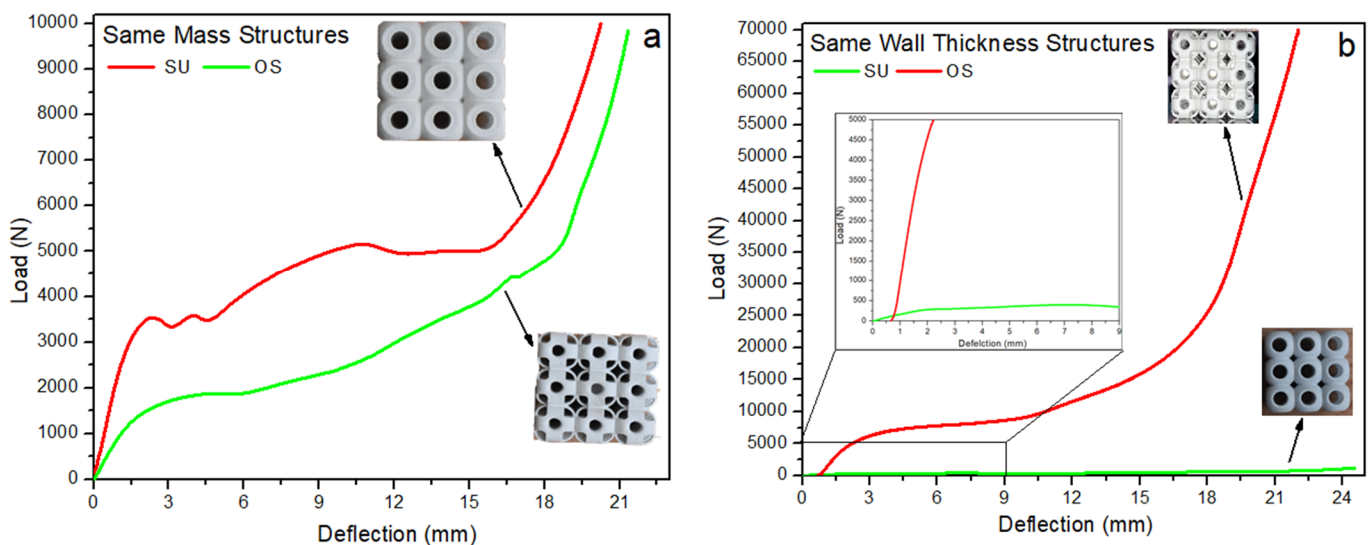 Same Mass Structures
a
SU
OS
10000
9000
8000
7000
6000
5000
4000
3000
2000
1000
0
Load (N)
0 3 6 9 12 15 18 21
Deflection (mm)
Same Wall Thickness Structures
b
SU
OS
70000
65000
60000
55000
50000
45000
40000
35000
30000
25000
20000
15000
10000
5000
0
Load (N)
5000
4500
4000
3500
3000
2500
2000
1500
1000
500
0
Load (N)
0 1 2 3 4 5 6 7 8 9
Defelction (mm)
0 3 6 9 12 15 18 21 24
Deflection (mm)